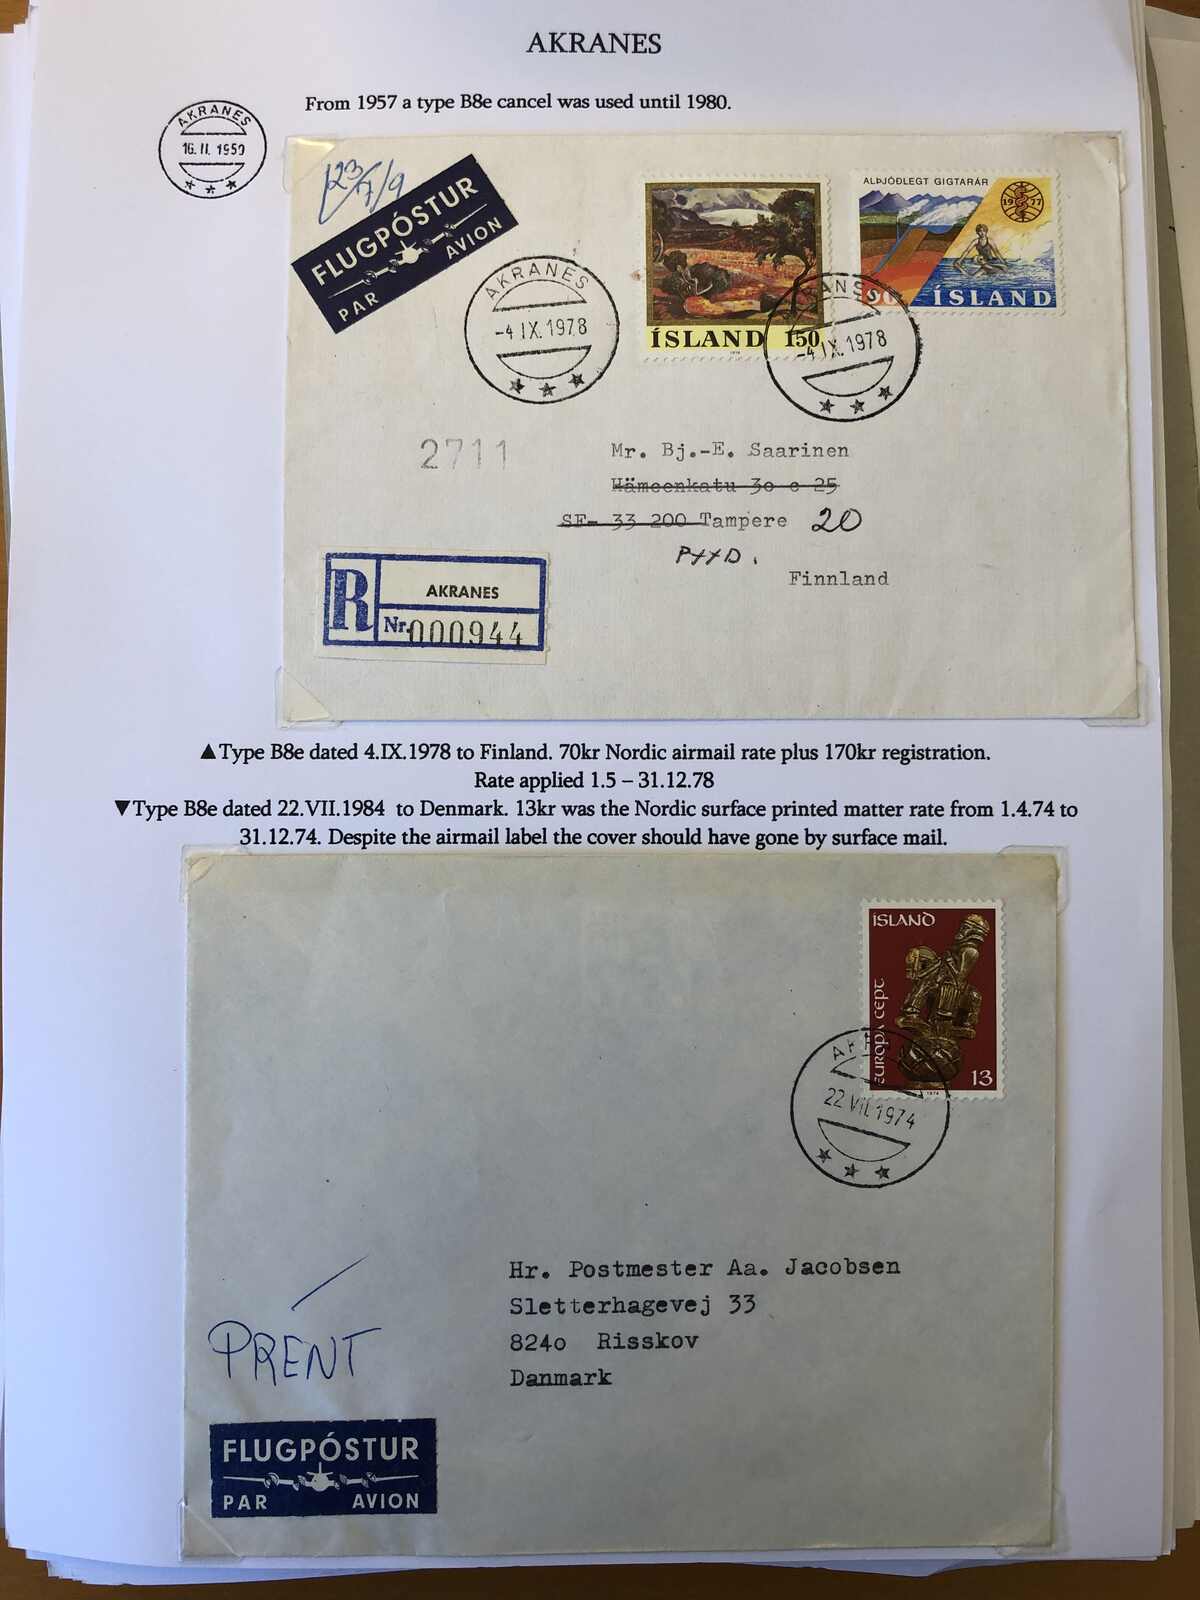 AKRANES
From 1957 a type B8e cancel was used until 1980.
AKRANES
16.II.1959
FLUGPÓSTUR
PAR AVION
AKRANES
-4.IX.1978
ÍSLAND 150
ALÞJÓÐLEGT GIGTARÁR
1977
90 ÍSLAND
-4.IX.1978
2711
Mr. Bj.-E. Saarinen
Hämeenkatu 3o c 25
SF- 33 200 Tampere 20
Finnland
R
AKRANES
Nr. 000944
▲Type B8e dated 4.IX.1978 to Finland. 70kr Nordic airmail rate plus 170kr registration.
Rate applied 1.5 – 31.12.78
▼Type B8e dated 22.VII.1984 to Denmark. 13kr was the Nordic surface printed matter rate from 1.4.74 to
31.12.74. Despite the airmail label the cover should have gone by surface mail.
ÍSLAND
EUROPA CEPT
13
1974
22.VII.1974
Hr. Postmester Aa. Jacobsen
Sletterhagevej 33
824o Risskov
Danmark
PRENT
FLUGPÓSTUR
PAR AVION